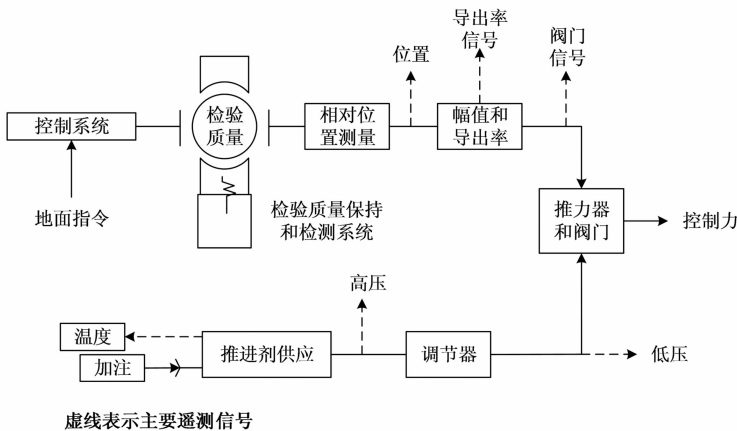 导出率
信号
阀门
信号
位置
控制系统
检验
质量
相对位
置测量
幅值和
导出率
地面指令
检验质量保持
和检测系统
推力器
和阀门
控制力
高压
温度
加注
推进剂供应
调节器
低压
虚线表示主要遥测信号